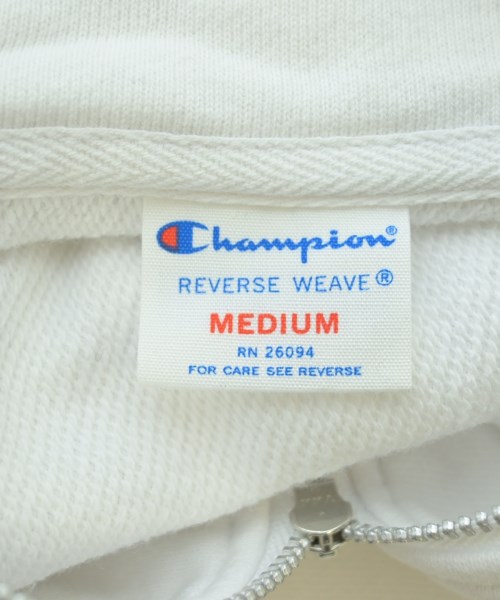 Champion®
REVERSE WEAVE®
MEDIUM
RN 26094
FOR CARE SEE REVERSE